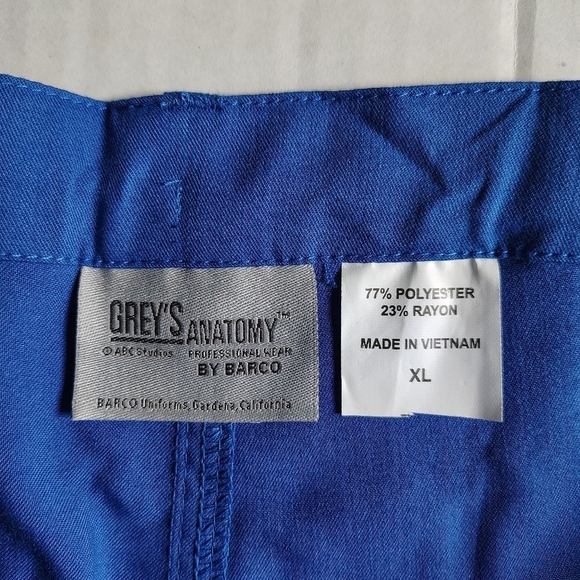 GREY'S ANATOMY™
© ABC Studios PROFESSIONAL WEAR
BY BARCO
BARCO Uniforms, Gardena, California
77% POLYESTER
23% RAYON
MADE IN VIETNAM
XL